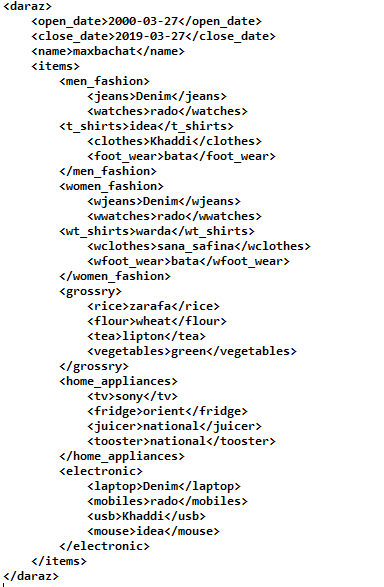 <daraz>
<open_date>2000-03-27</open_date>
<close_date>2019-03-27</close_date>
<name>maxbachat</name>
<items>
<men_fashion>
<jeans>Denim</jeans>
<watches>rado</watches>
<t_shirts>idea</t_shirts>
<clothes>Khaddi</clothes>
<foot_wear>bata</foot_wear>
</men_fashion>
<women_fashion>
<wjeans>Denim</wjeans>
<wwatches>rado</wwatches>
<wt_shirts>warda</wt_shirts>
<wclothes>sana_safina</wclothes>
<wfoot_wear>bata</wfoot_wear>
</women_fashion>
<grossry>
<rice>zarafa</rice>
<flour>wheat</flour>
<tea>lipton</tea>
<vegetables>green</vegetables>
</grossry>
<home_appliances>
<tv>sony</tv>
<fridge>orient</fridge>
<juicer>national</juicer>
<tooster>national</tooster>
</home_appliances>
<electronic>
<laptop>Denim</laptop>
<mobiles>rado</mobiles>
<usb>Khaddi</usb>
<mouse>idea</mouse>
</electronic>
</items>
</daraz>